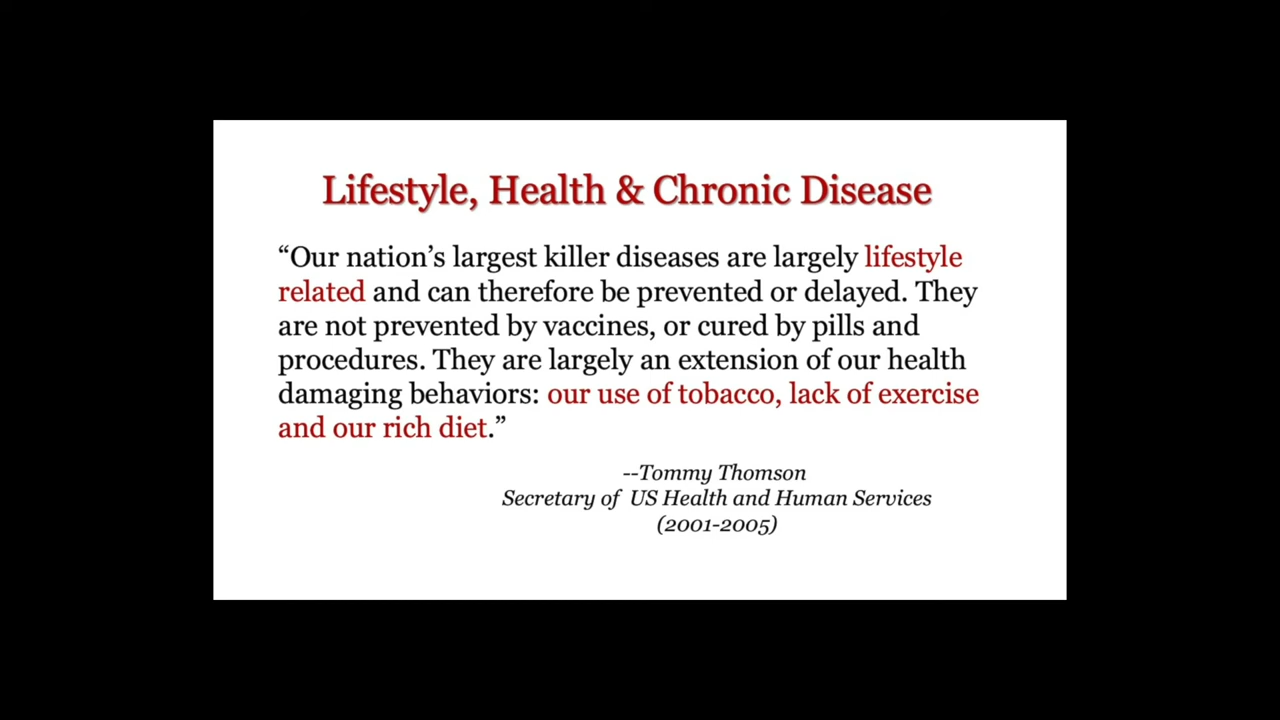 Lifestyle, Health & Chronic Disease
“Our nation’s largest killer diseases are largely lifestyle
related and can therefore be prevented or delayed. They
are not prevented by vaccines, or cured by pills and
procedures. They are largely an extension of our health
damaging behaviors: our use of tobacco, lack of exercise
and our rich diet.”
--Tommy Thomson
Secretary of US Health and Human Services
(2001-2005)